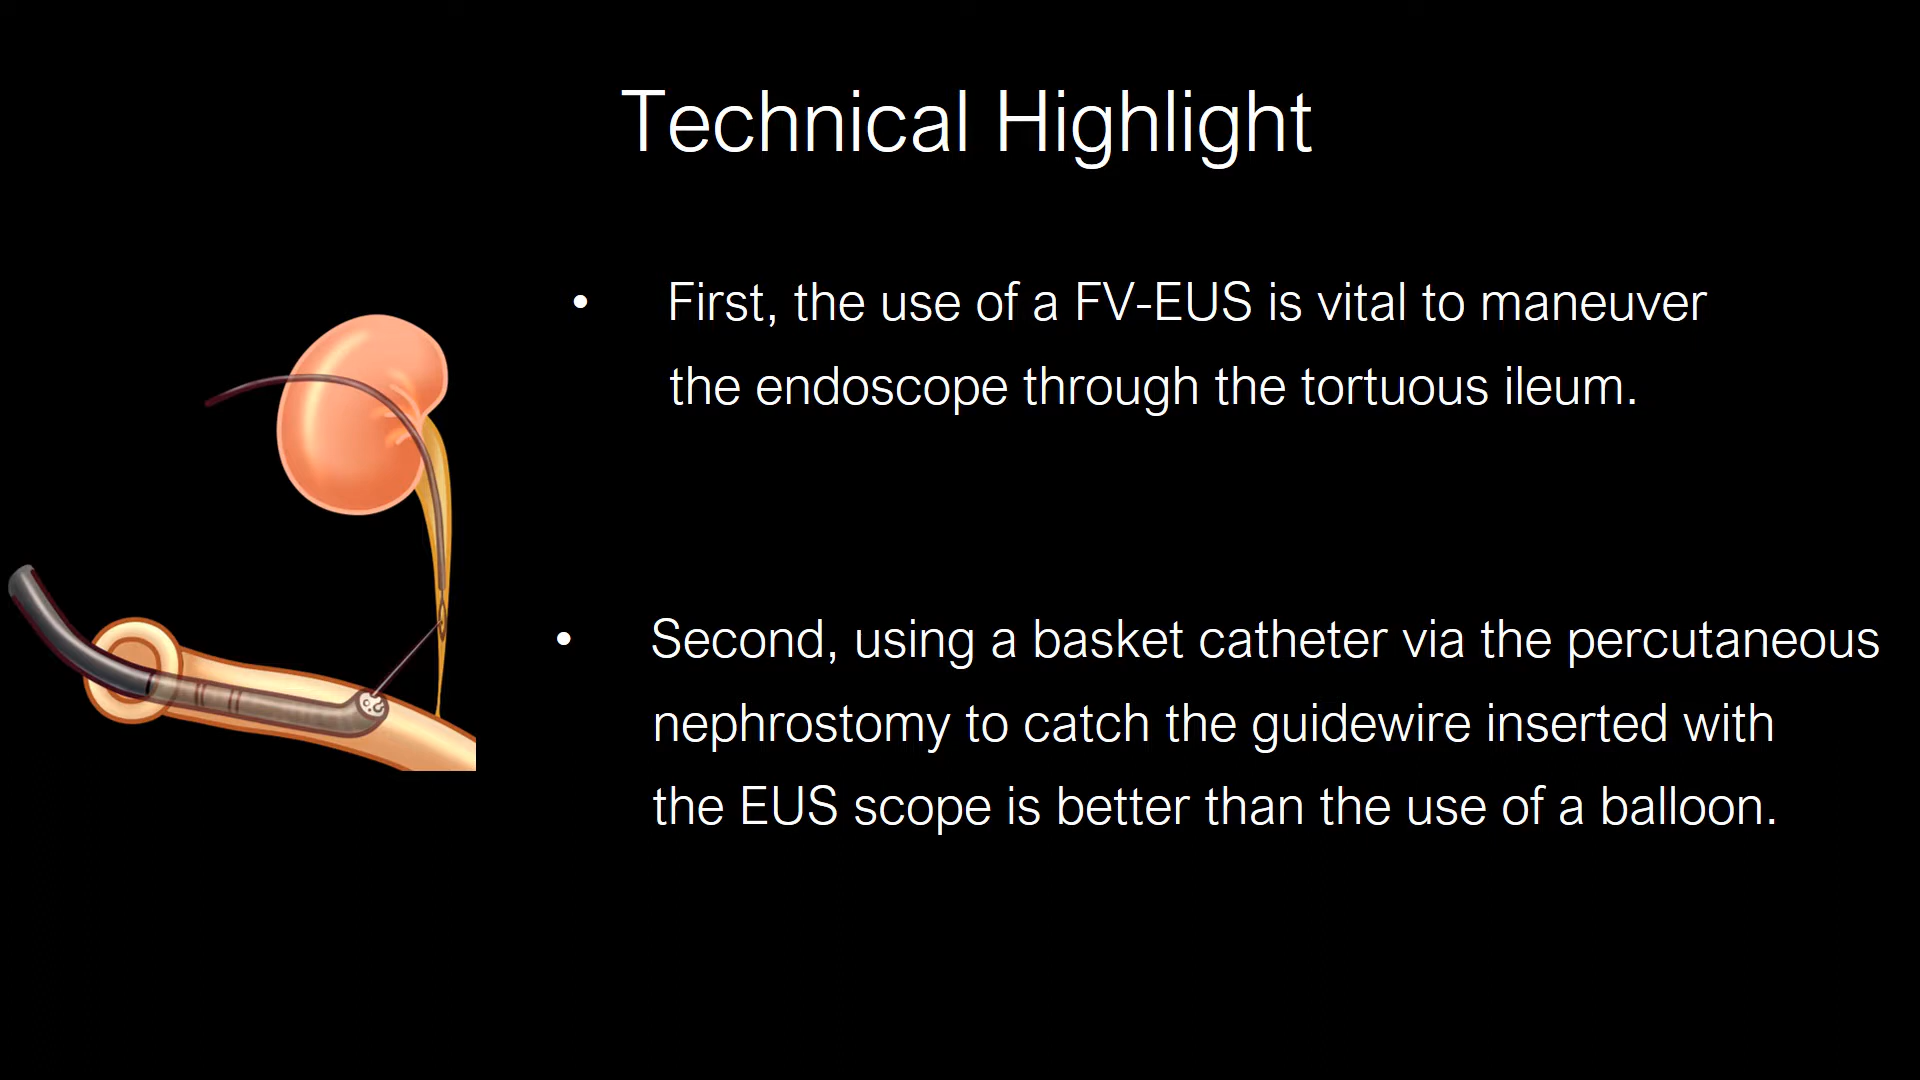 Technical Highlight
• First, the use of a FV-EUS is vital to maneuver
the endoscope through the tortuous ileum.
• Second, using a basket catheter via the percutaneous
nephrostomy to catch the guidewire inserted with
the EUS scope is better than the use of a balloon.